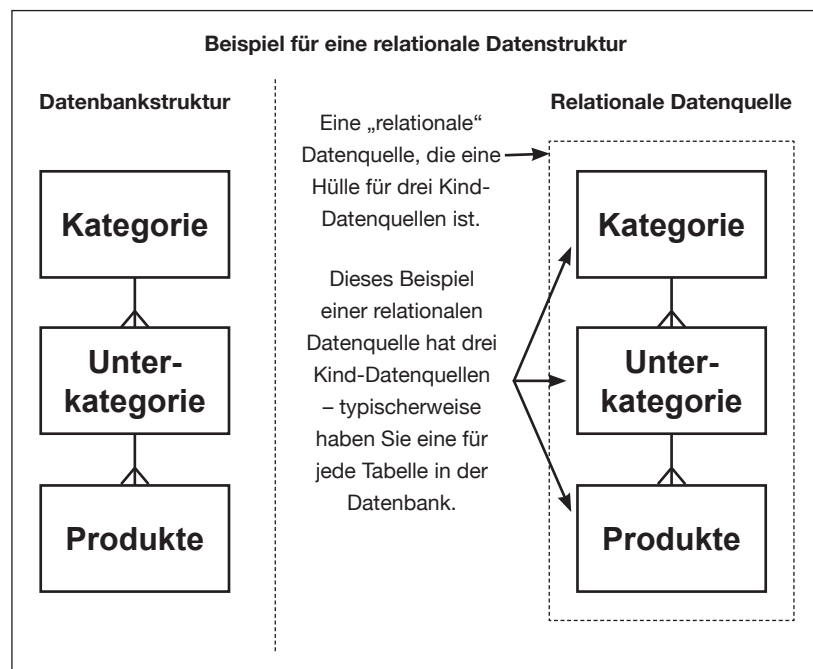 Beispiel für eine relationale Datenstruktur
Datenbankstruktur
Kategorie
Unter-
kategorie
Produkte
Eine „relationale“
Datenquelle, die eine
Hülle für drei Kind-
Datenquellen ist.
Dieses Beispiel
einer relationalen
Datenquelle hat drei
Kind-Datenquellen
– typischerweise
haben Sie eine für
jede Tabelle in der
Datenbank.
Relationale Datenquelle
Kategorie
Unter-
kategorie
Produkte